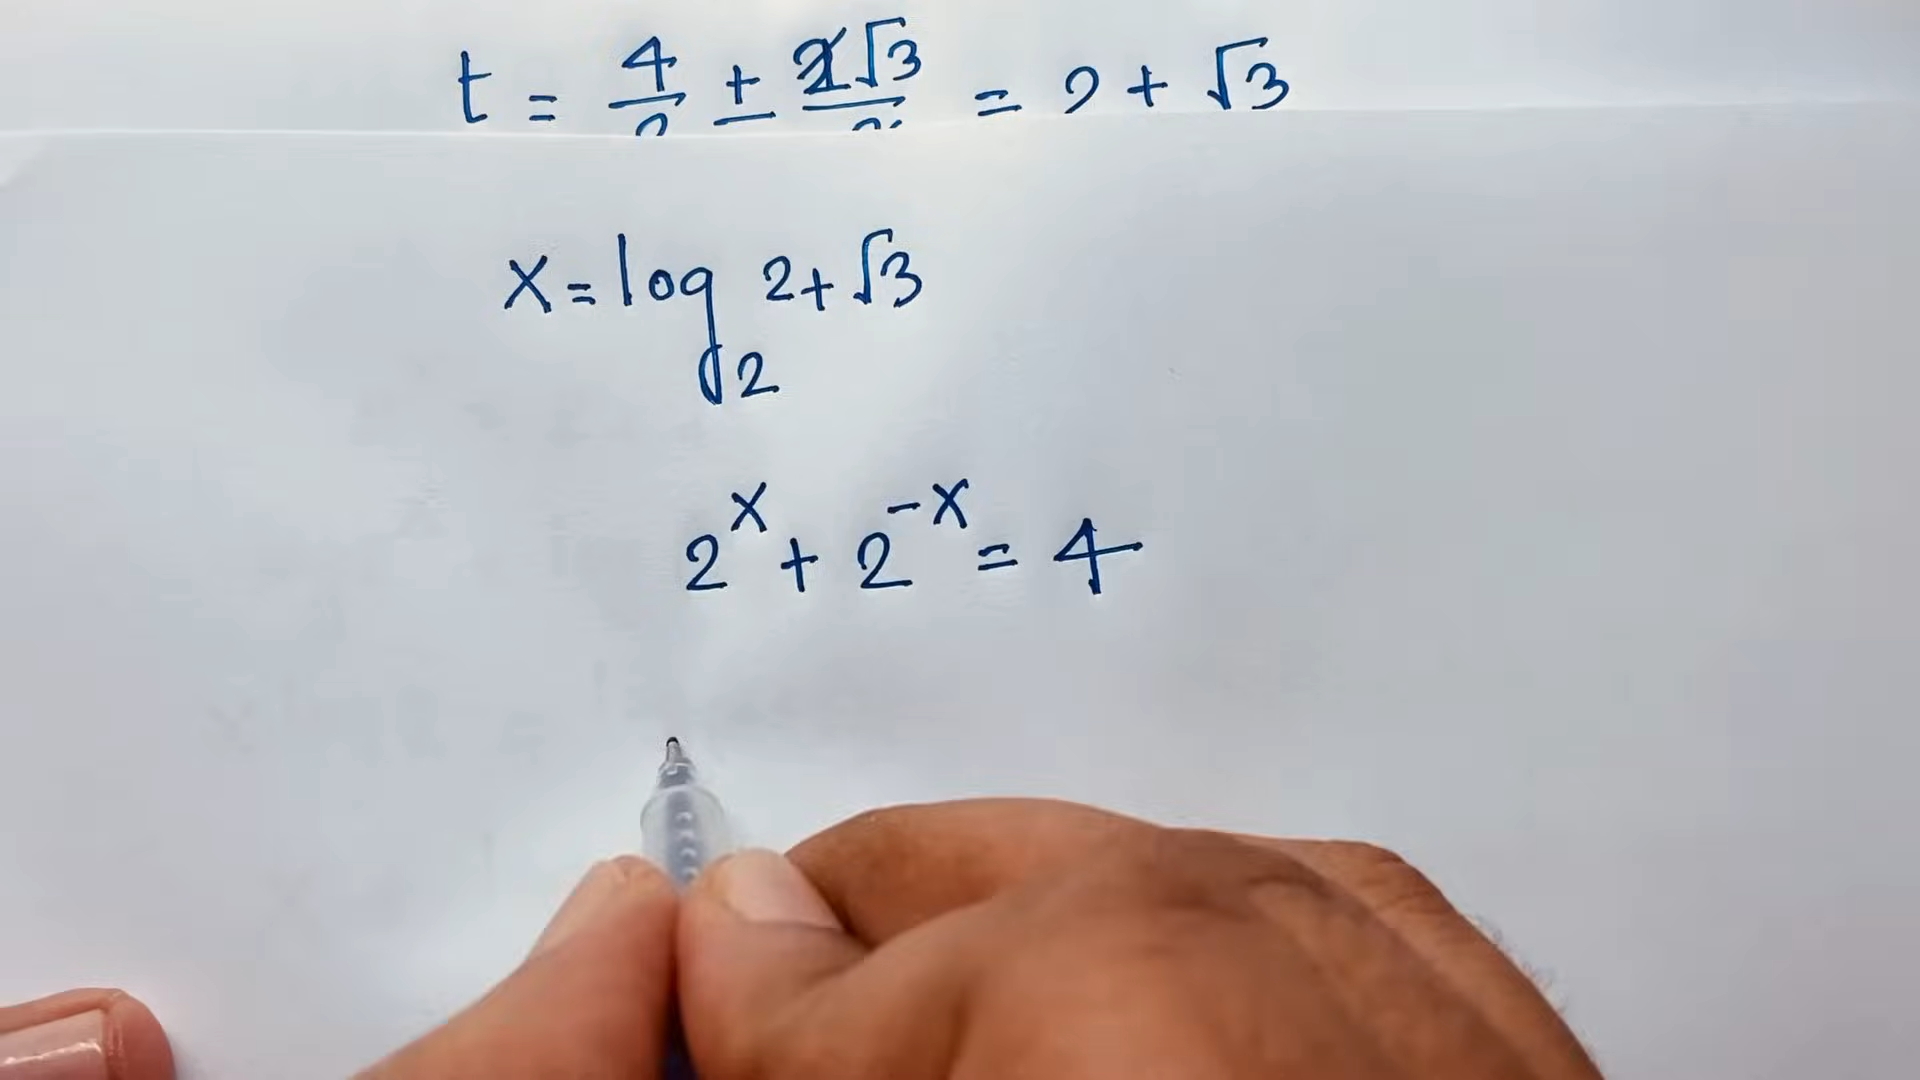 t = 4/2 ± 2√3/2 = 2 + √3
x = log₂ 2+√3
2^x + 2^-x = 4